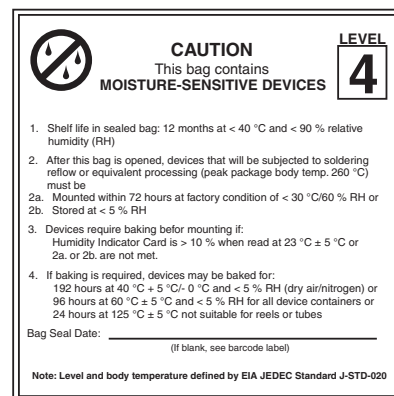 CAUTION
This bag contains
MOISTURE-SENSITIVE DEVICES
LEVEL
4
1. Shelf life in sealed bag: 12 months at < 40 °C and < 90 % relative
humidity (RH)
2. After this bag is opened, devices that will be subjected to soldering
reflow or equivalent processing (peak package body temp. 260 °C)
must be
2a. Mounted within 72 hours at factory condition of < 30 °C/60 % RH or
2b. Stored at < 5 % RH
3. Devices require baking befor mounting if:
Humidity Indicator Card is > 10 % when read at 23 °C ± 5 °C or
2a. or 2b. are not met.
4. If baking is required, devices may be baked for:
192 hours at 40 °C + 5 °C/- 0 °C and < 5 % RH (dry air/nitrogen) or
96 hours at 60 °C ± 5 °C and < 5 % RH for all device containers or
24 hours at 125 °C ± 5 °C not suitable for reels or tubes
Bag Seal Date:
(If blank, see barcode label)
Note: Level and body temperature defined by EIA JEDEC Standard J-STD-020